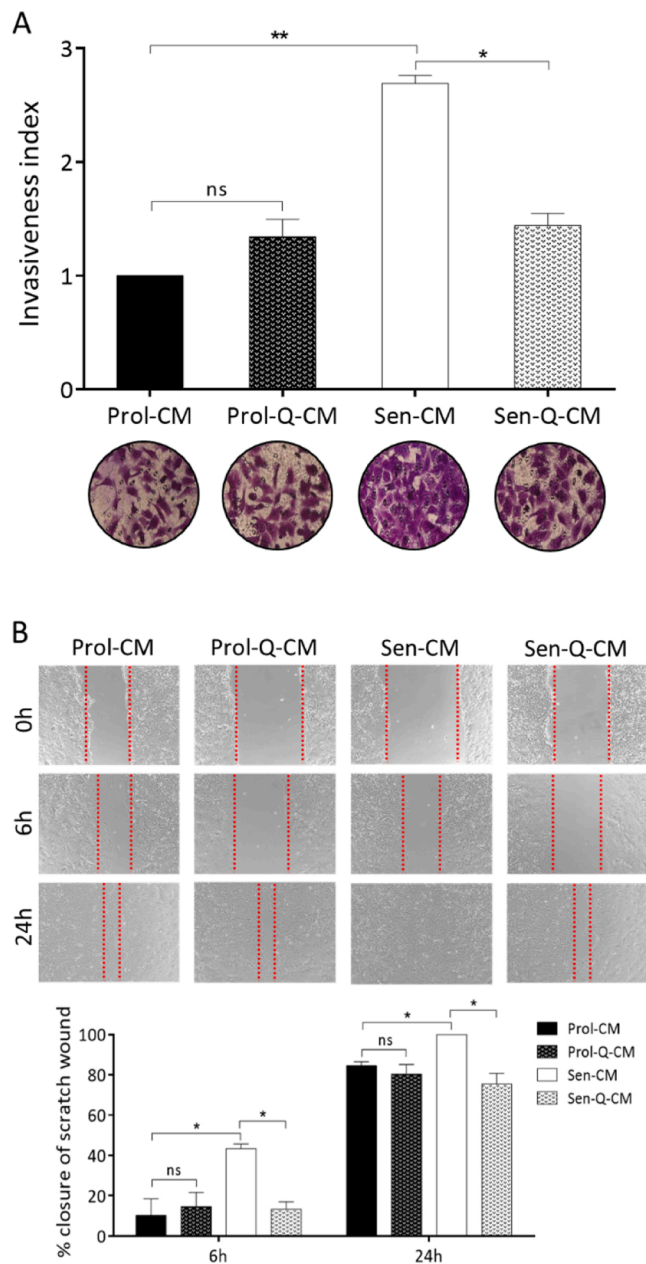 A
**
3
*
Invasiveness index
2
ns
1
0
Prol-CM Prol-Q-CM Sen-CM Sen-Q-CM
B
Prol-CM Prol-Q-CM Sen-CM Sen-Q-CM
0h
6h
24h
% closure of scratch wound
100
80
60
40
20
0
* *
ns
* *
ns
6h 24h
Prol-CM
Prol-Q-CM
Sen-CM
Sen-Q-CM